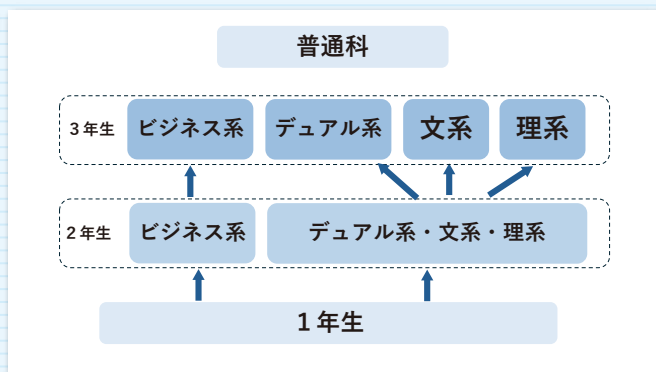 普通科
3年生
ビジネス系
デュアル系
文系
理系
2年生
ビジネス系
デュアル系・文系・理系
1年生